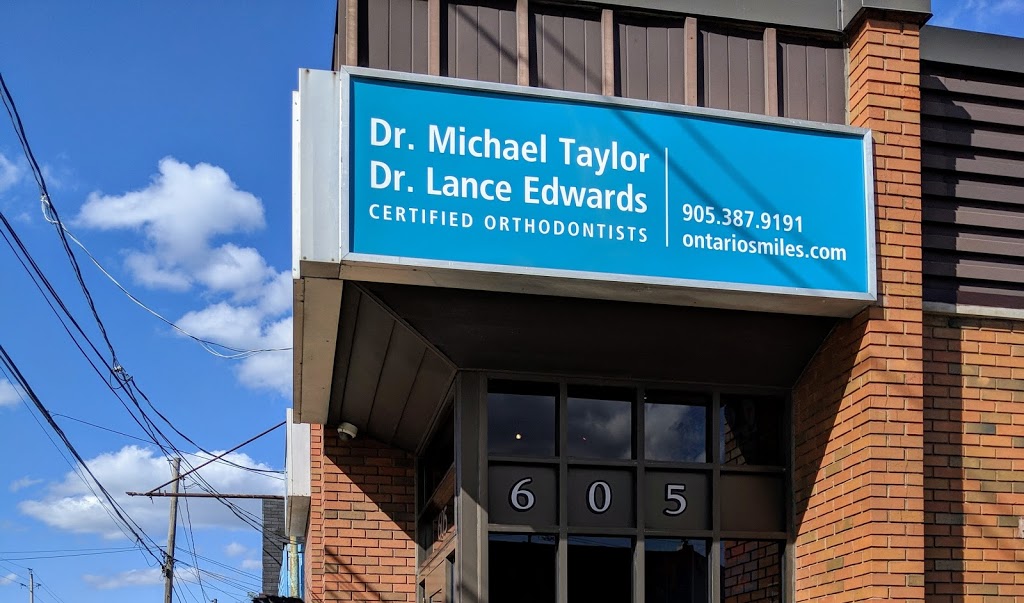 Dr. Michael Taylor
Dr. Lance Edwards
CERTIFIED ORTHODONTISTS
905.387.9191
ontariosmiles.com
605